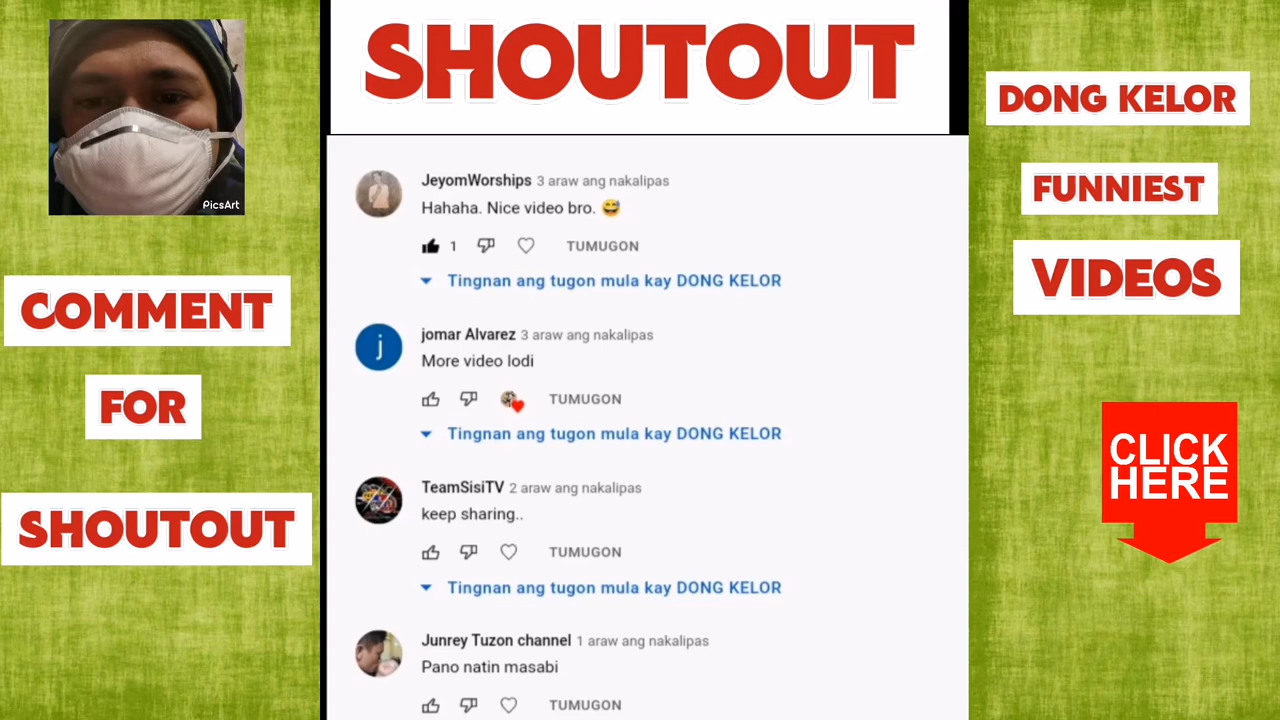 PicsArt
COMMENT
FOR
SHOUTOUT
SHOUTOUT
JeyomWorships 3 araw ang nakalipas
Hahaha. Nice video bro. 😅
1 TUMUGON
Tingnan ang tugon mula kay DONG KELOR
j
jomar Alvarez 3 araw ang nakalipas
More video lodi
TUMUGON
Tingnan ang tugon mula kay DONG KELOR
TeamSisiTV 2 araw ang nakalipas
keep sharing..
TUMUGON
Tingnan ang tugon mula kay DONG KELOR
Junrey Tuzon channel 1 araw ang nakalipas
Pano natin masabi
TUMUGON
DONG KELOR
FUNNIEST
VIDEOS
CLICK
HERE